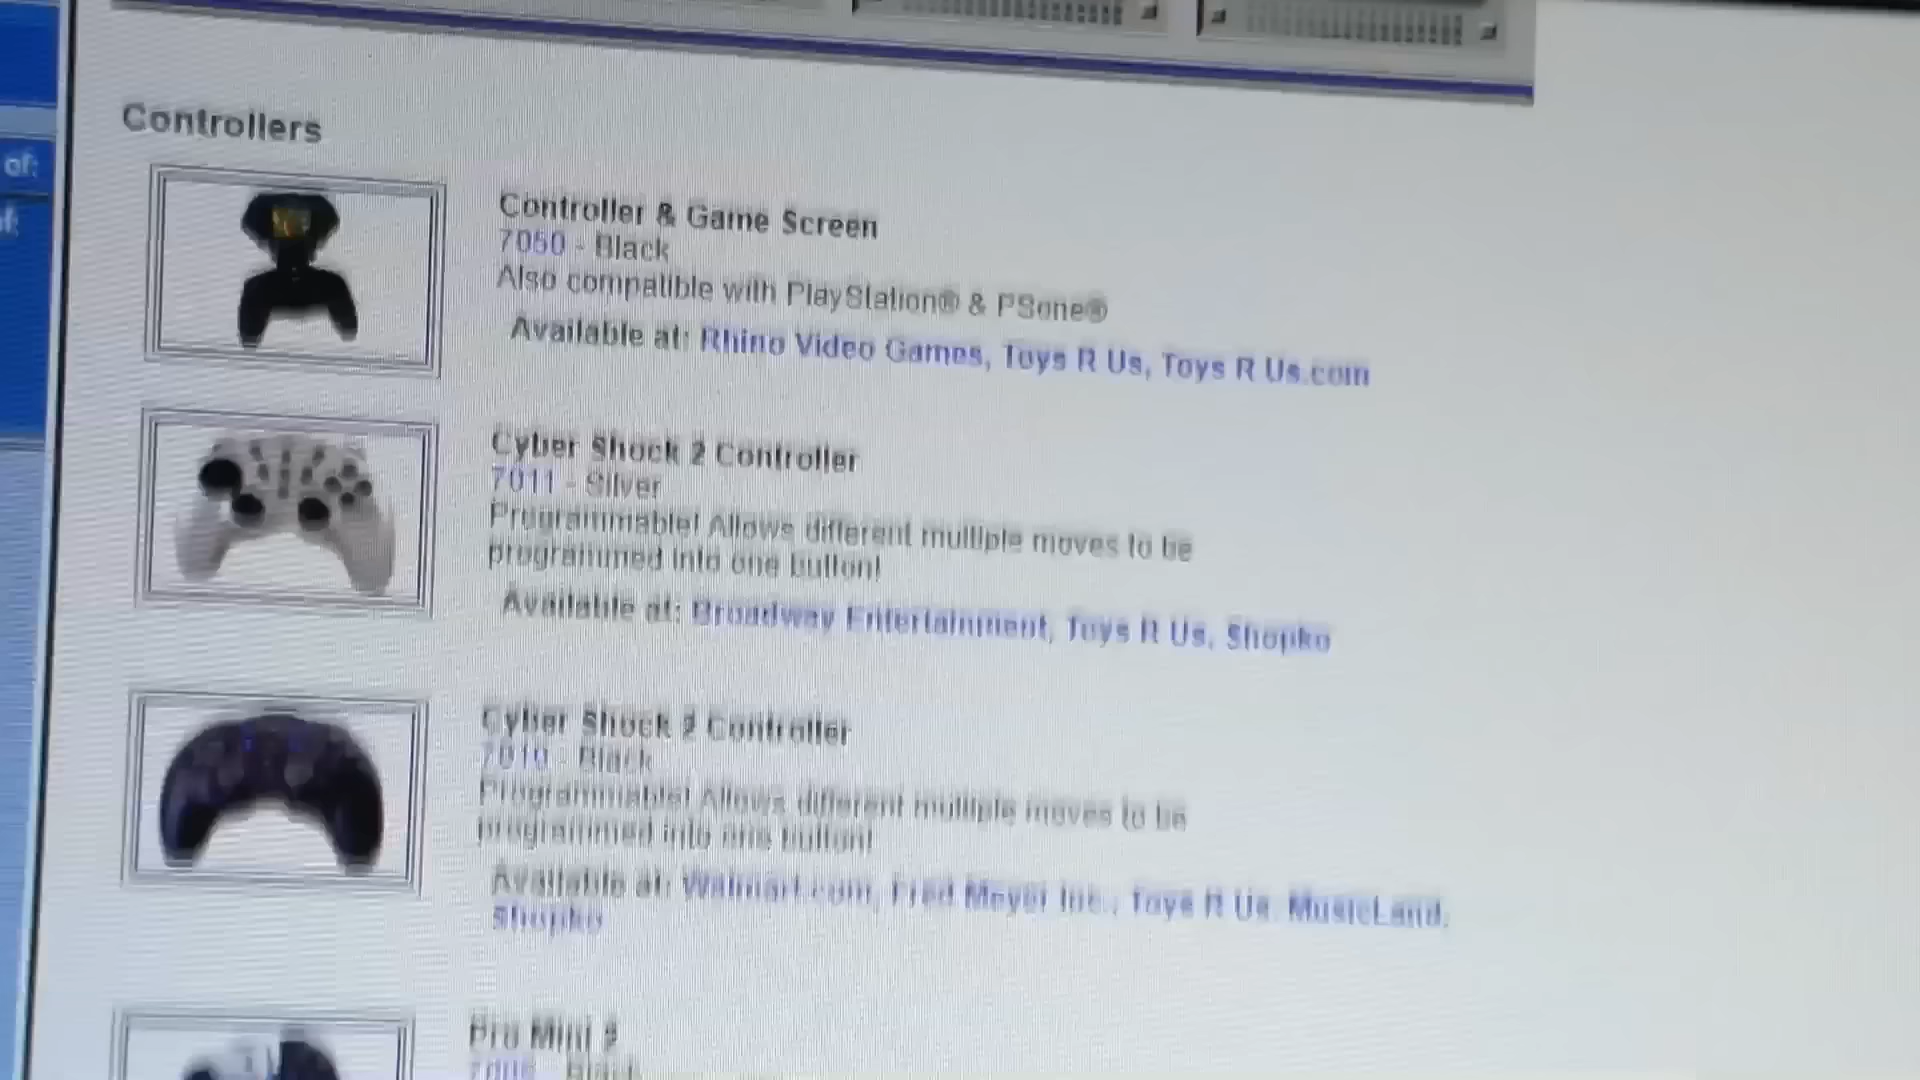 of:
of:
Controllers
Controller & Game Screen
7050 - Black
Also compatible with PlayStation® & PSone®
Available at: Rhino Video Games, Toys R Us, Toys R Us.com
Cyber Shock 2 Controller
7011 - Silver
Programmable! Allows different multiple moves to be
programmed into one button!
Available at: Broadway Entertainment, Toys R Us, Shopko
Cyber Shock 2 Controller
7010 - Black
Programmable! Allows different multiple moves to be
programmed into one button!
Available at: Walmart.com, Fred Meyer Inc., Toys R Us, MusicLand,
Shopko
Pro Mini 2
Black